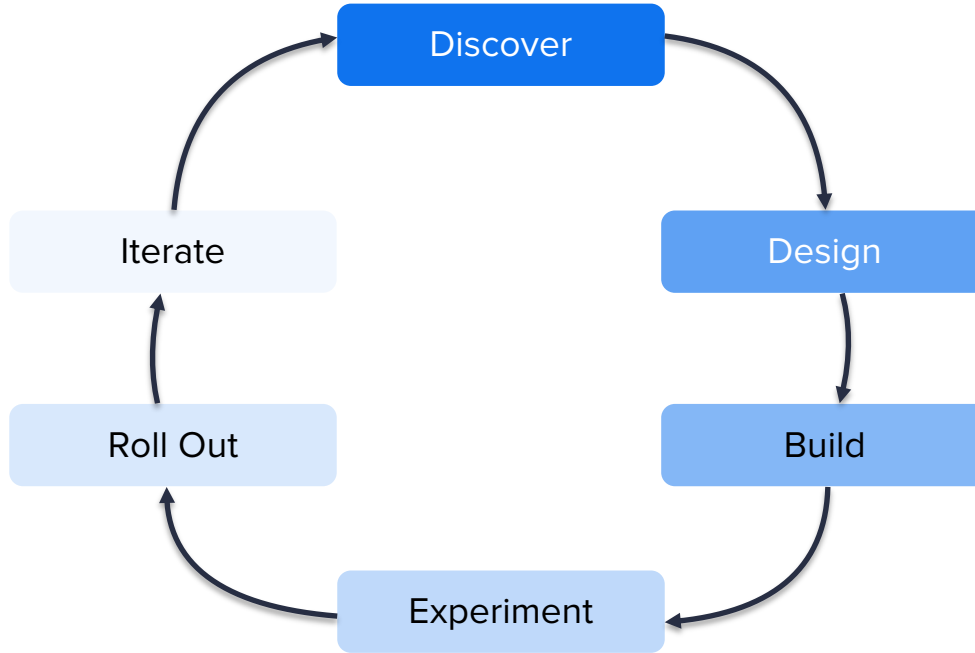 Discover
Design
Build
Experiment
Roll Out
Iterate